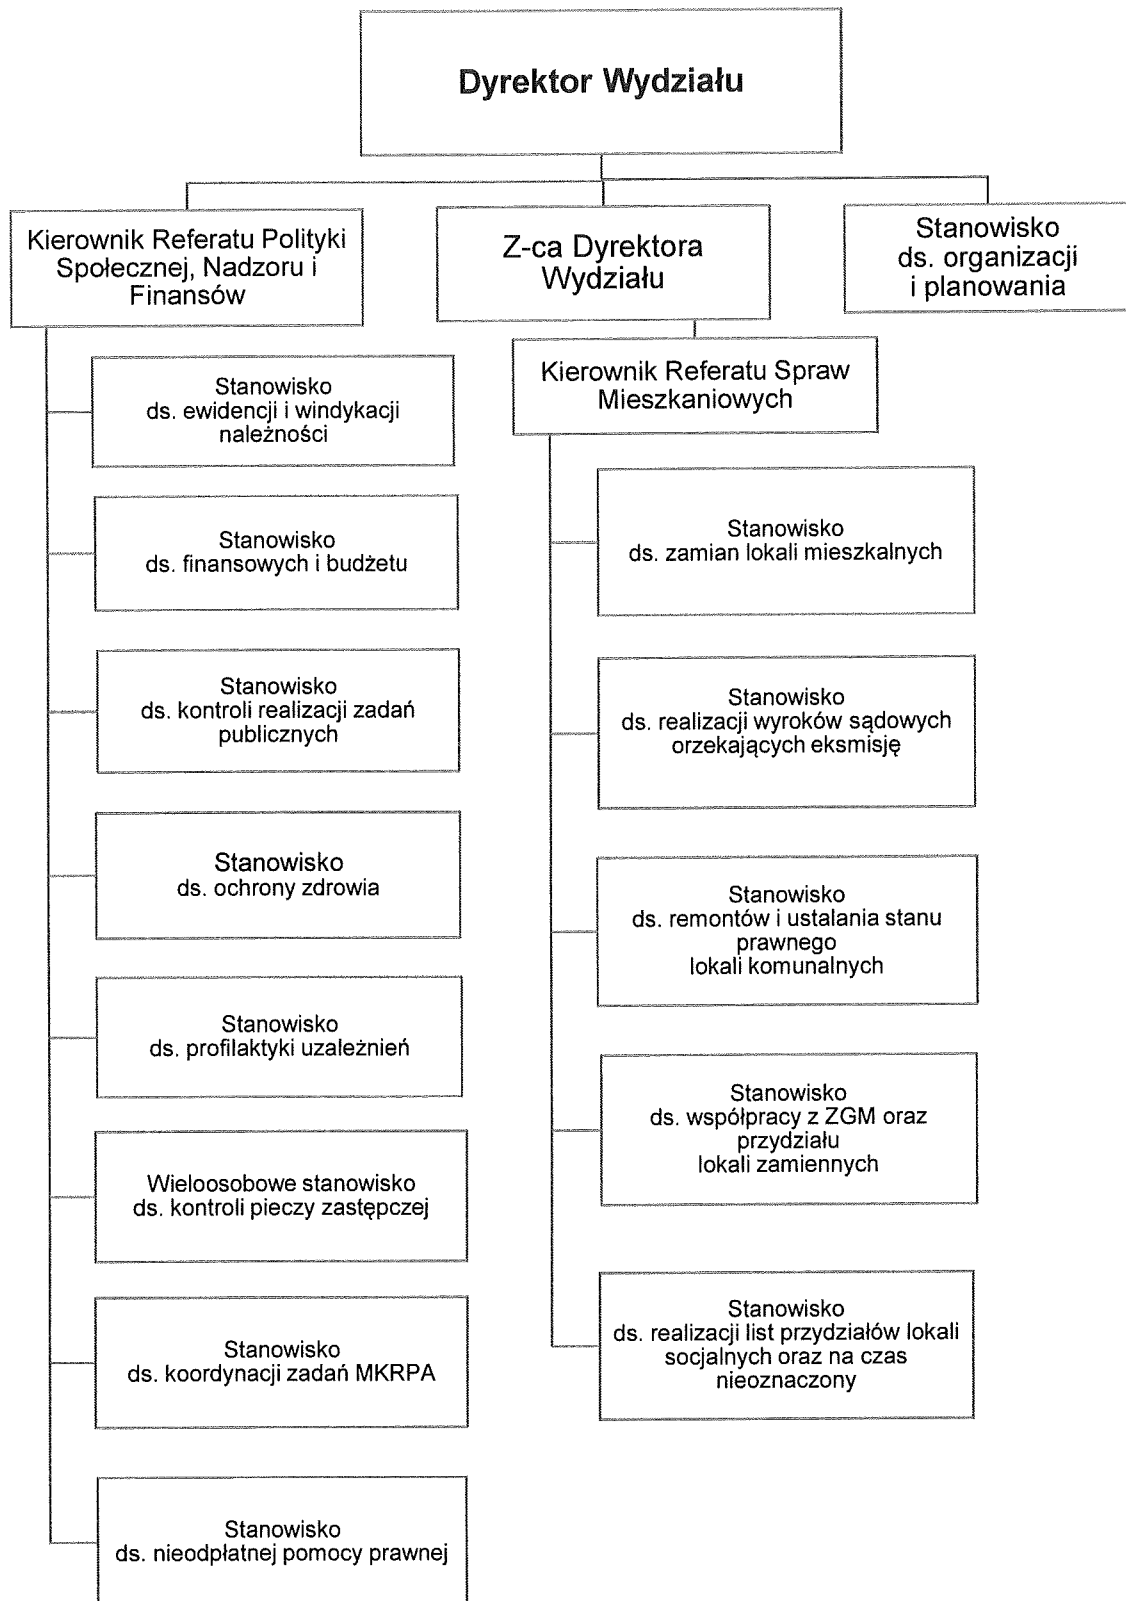 Dyrektor Wydziału
Kierownik Referatu Polityki
Społecznej, Nadzoru i
Finansów
Z-ca Dyrektora
Wydziału
Stanowisko
ds. organizacji
i planowania
Stanowisko
ds. ewidencji i windykacji
należności
Stanowisko
ds. finansowych i budżetu
Stanowisko
ds. kontroli realizacji zadań
publicznych
Stanowisko
ds. ochrony zdrowia
Stanowisko
ds. profilaktyki uzależnień
Wieloosobowe stanowisko
ds. kontroli pieczy zastępczej
Stanowisko
ds. koordynacji zadań MKRPA
Stanowisko
ds. nieodpłatnej pomocy prawnej
Kierownik Referatu Spraw
Mieszkaniowych
Stanowisko
ds. zamian lokali mieszkalnych
Stanowisko
ds. realizacji wyroków sądowych
orzekających eksmisję
Stanowisko
ds. remontów i ustalania stanu
prawnego
lokali komunalnych
Stanowisko
ds. współpracy z ZGM oraz
przydziału
lokali zamiennych
Stanowisko
ds. realizacji list przydziałów lokali
socjalnych oraz na czas
nieoznaczony